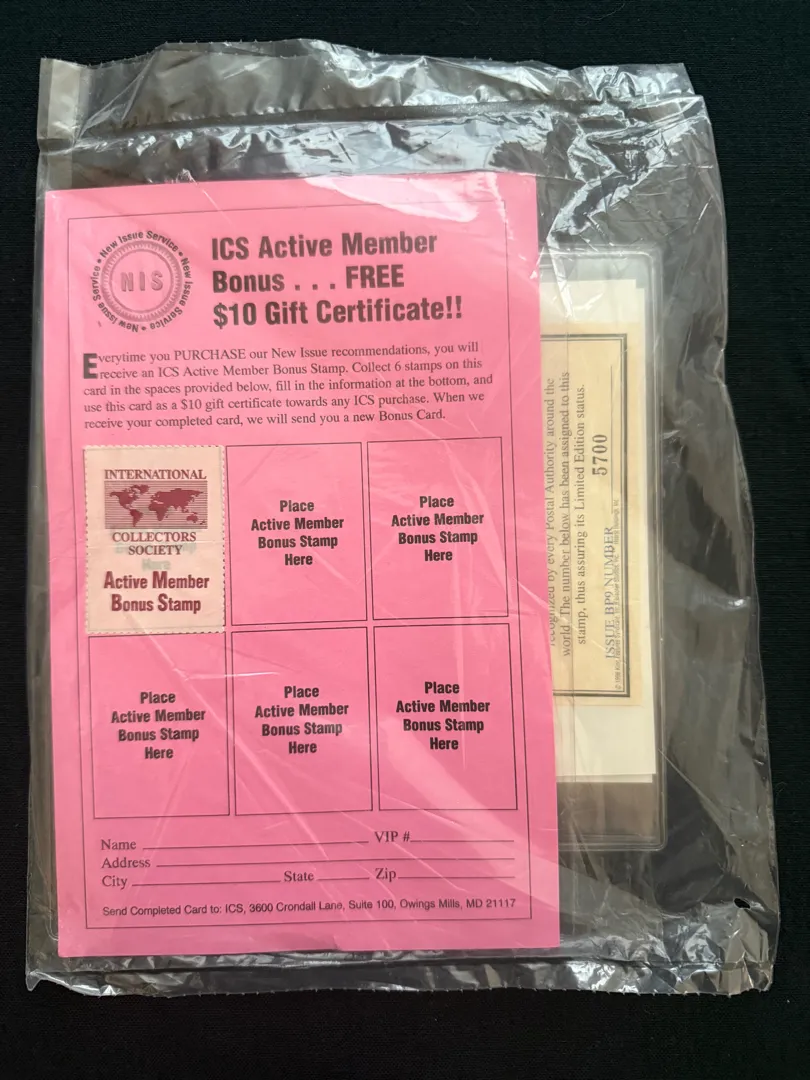 New Issue Service • New Issue Service • New Issue Service •
NIS
ICS Active Member
Bonus . . . FREE
$10 Gift Certificate!!
Everytime you PURCHASE our New Issue recommendations, you will
receive an ICS Active Member Bonus Stamp. Collect 6 stamps on this
card in the spaces provided below, fill in the information at the bottom, and
use this card as a $10 gift certificate towards any ICS purchase. When we
receive your completed card, we will send you a new Bonus Card.
INTERNATIONAL
COLLECTORS
SOCIETY
Here
Active Member
Bonus Stamp
Place
Active Member
Bonus Stamp
Here
Place
Active Member
Bonus Stamp
Here
Place
Active Member
Bonus Stamp
Here
Place
Active Member
Bonus Stamp
Here
Place
Active Member
Bonus Stamp
Here
Name
VIP #
Address
City
State
Zip
Send Completed Card to: ICS, 3600 Crondall Lane, Suite 100, Owings Mills, MD 21117
recognized by every Postal Authority around the
world. The number below has been assigned to this
stamp, thus assuring its Limited Edition status.
5700
ISSUE BP9 NUMBER